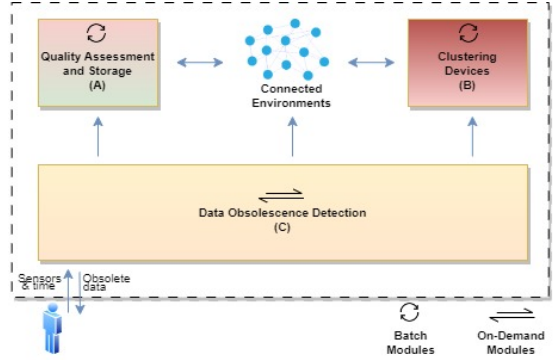 Quality Assessment
and Storage
(A)
Connected
Environments
Clustering
Devices
(B)
Data Obsolescence Detection
(C)
Sensors
& time
Obsolete
data
Batch
Modules
On-Demand
Modules